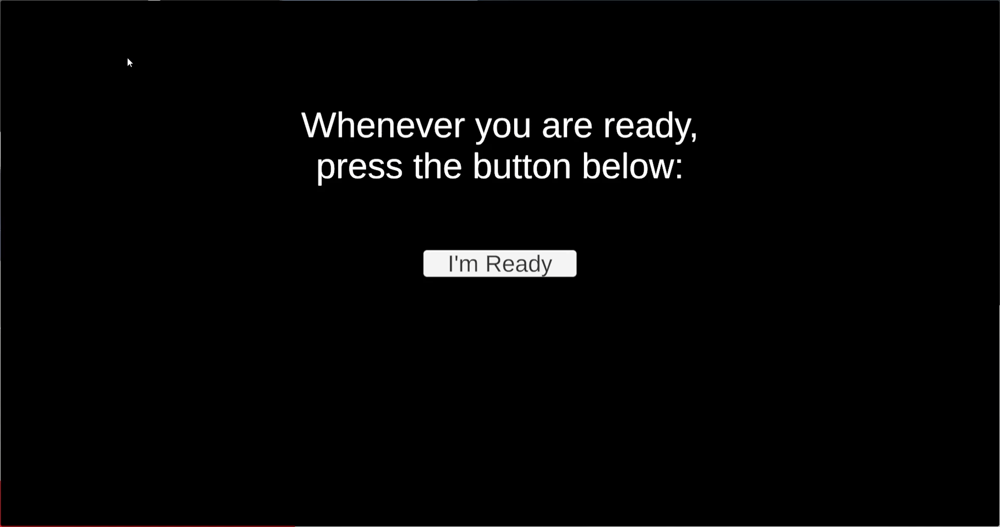 Whenever you are ready,
press the button below:
I'm Ready